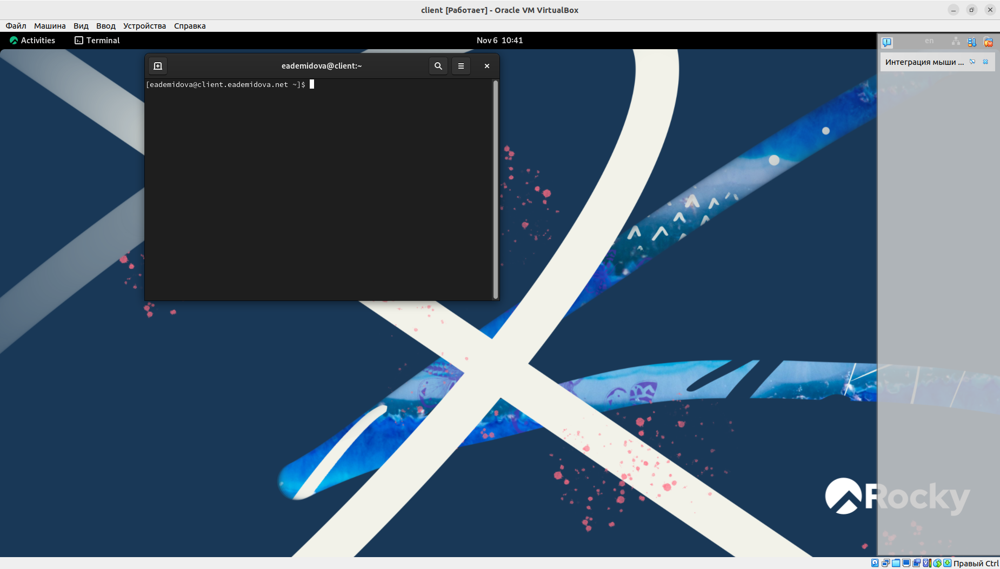 client [Работает] - Oracle VM VirtualBox
Файл Машина Вид Ввод Устройства Справка
Activities Terminal Nov 6 10:41 en
Интеграция мыши ...
eademidova@client:~
[eademidova@client.eademidova.net ~]$
Rocky
Правый Ctrl